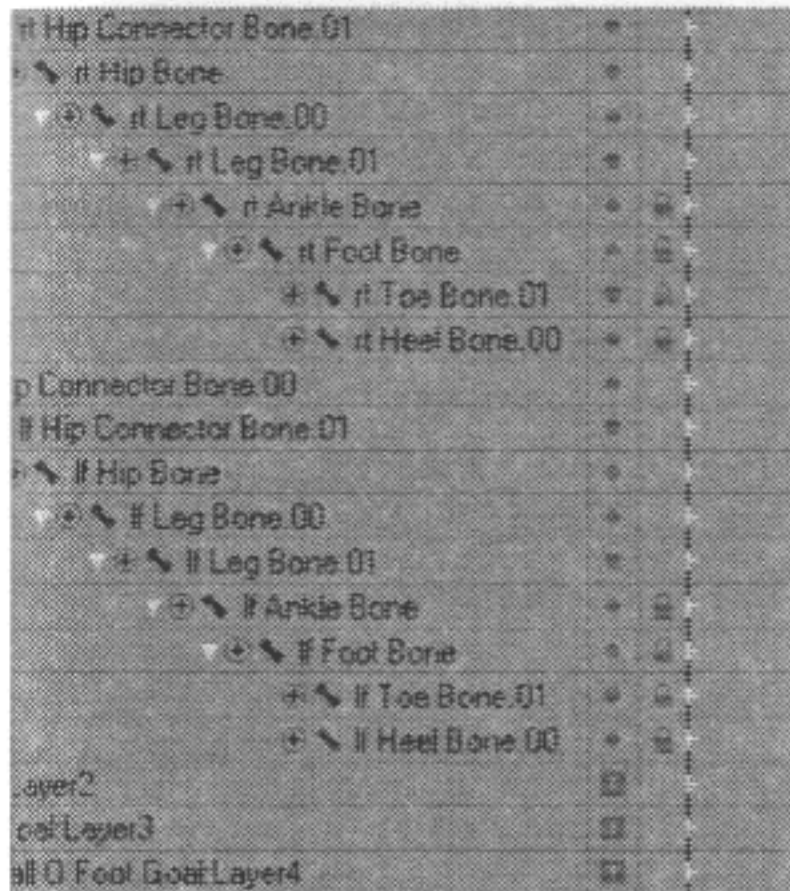 rt Hip Connector Bone.01
rt Hip Bone
rt Leg Bone.00
rt Leg Bone.01
rt Ankle Bone
rt Foot Bone
rt Toe Bone.01
rt Heel Bone.00
p Connector Bone.00
lf Hip Connector Bone.01
lf Hip Bone
lf Leg Bone.00
lf Leg Bone.01
lf Ankle Bone
lf Foot Bone
lf Toe Bone.01
lf Heel Bone.00
Layer2
oal:Layer3
all O Foot Goal:Layer4